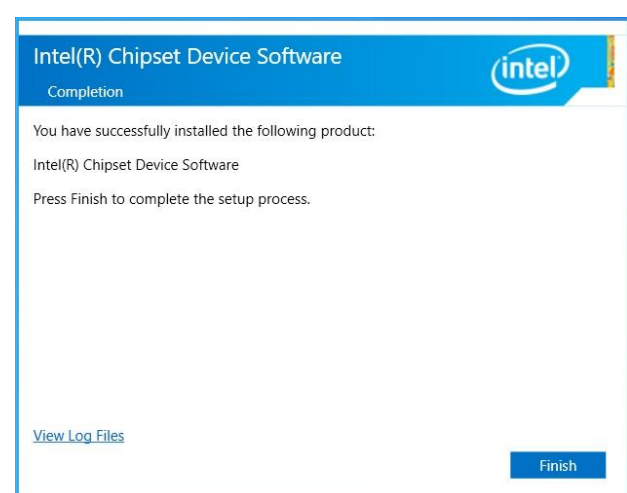 Intel(R) Chipset Device Software
intel
Completion
You have successfully installed the following product:
Intel(R) Chipset Device Software
Press Finish to complete the setup process.
View Log Files
Finish